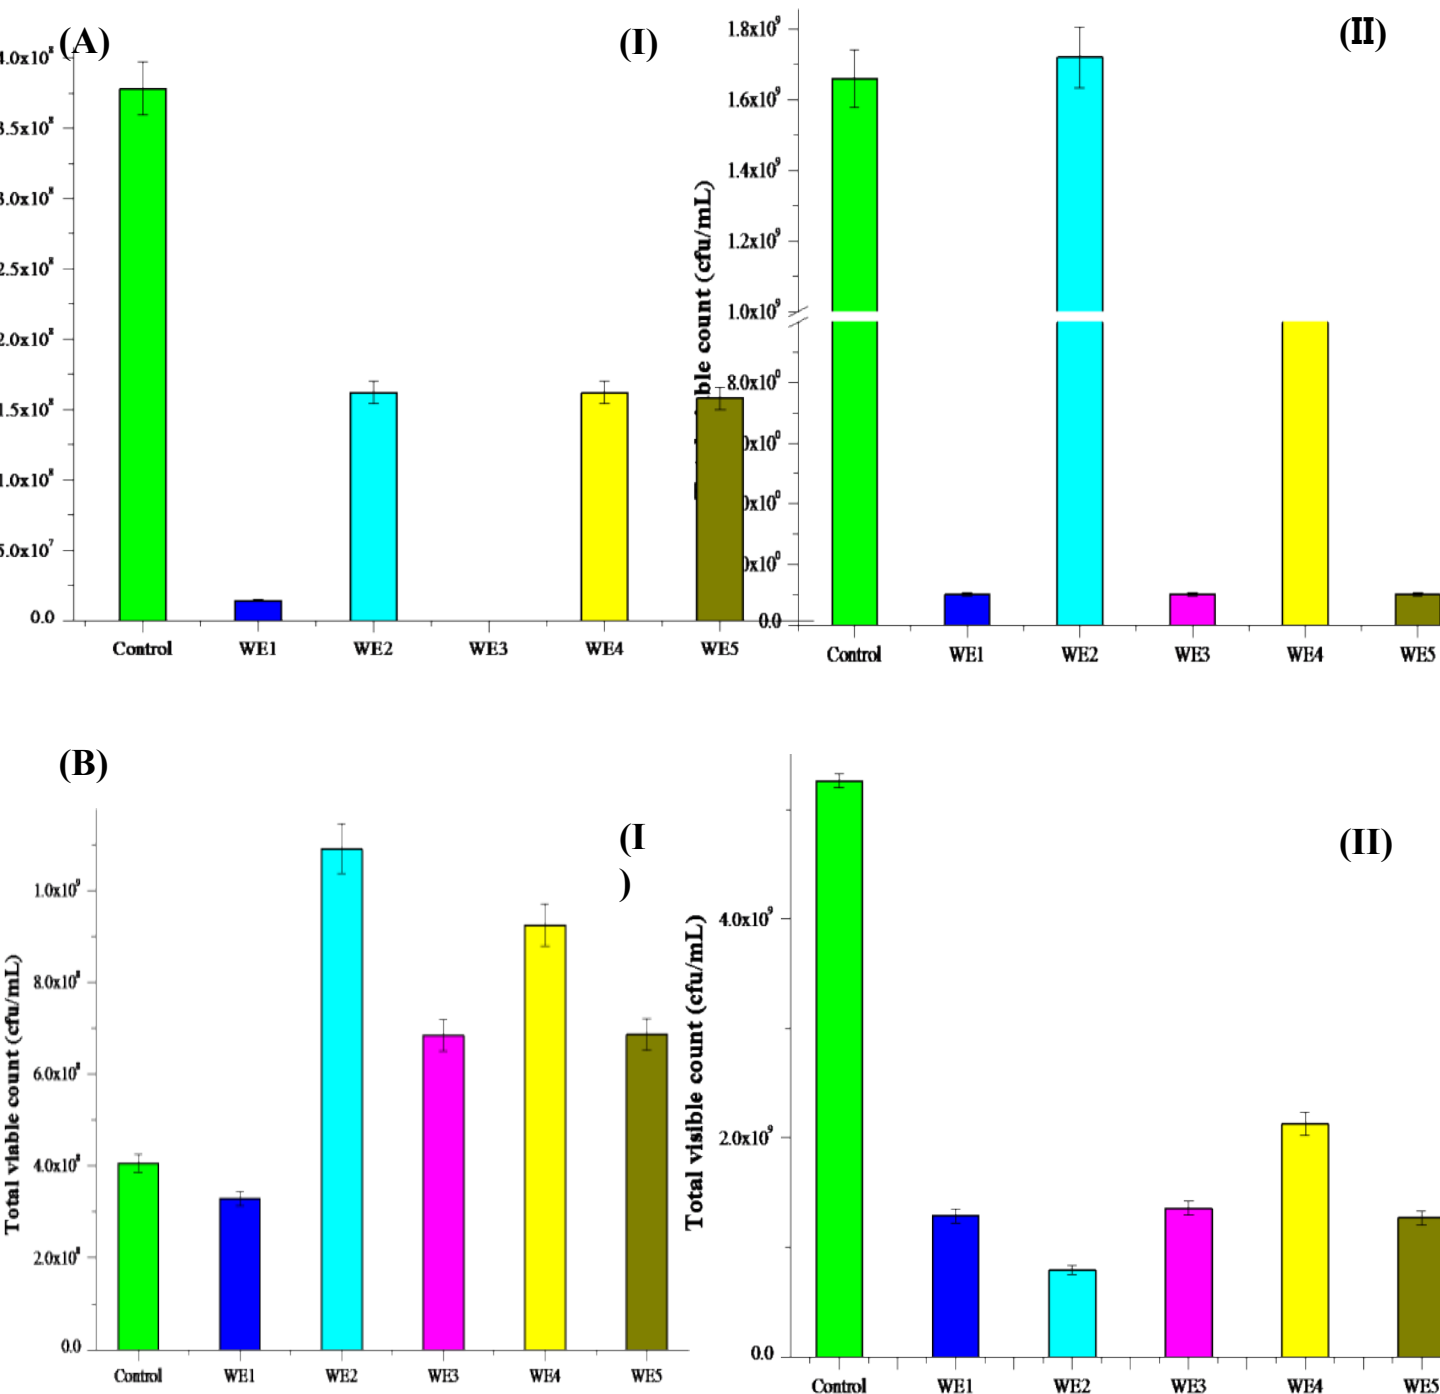 (A)
(I)
4.0x10⁸
3.5x10⁸
3.0x10⁸
2.5x10⁸
2.0x10⁸
1.5x10⁸
1.0x10⁸
5.0x10⁷
0.0
Control WE1 WE2 WE3 WE4 WE5
(II)
count (cfu/mL)
1.8x10⁹
1.6x10⁹
1.4x10⁹
1.2x10⁹
1.0x10⁹
8.0x10⁰
0.0
Control WE1 WE2 WE3 WE4 WE5
(B)
(I
)
Total viable count (cfu/mL)
1.0x10⁹
8.0x10⁸
6.0x10⁸
4.0x10⁸
2.0x10⁸
0.0
Control WE1 WE2 WE3 WE4 WE5
(II)
Total visible count (cfu/mL)
4.0x10⁹
2.0x10⁹
0.0
Control WE1 WE2 WE3 WE4 WE5